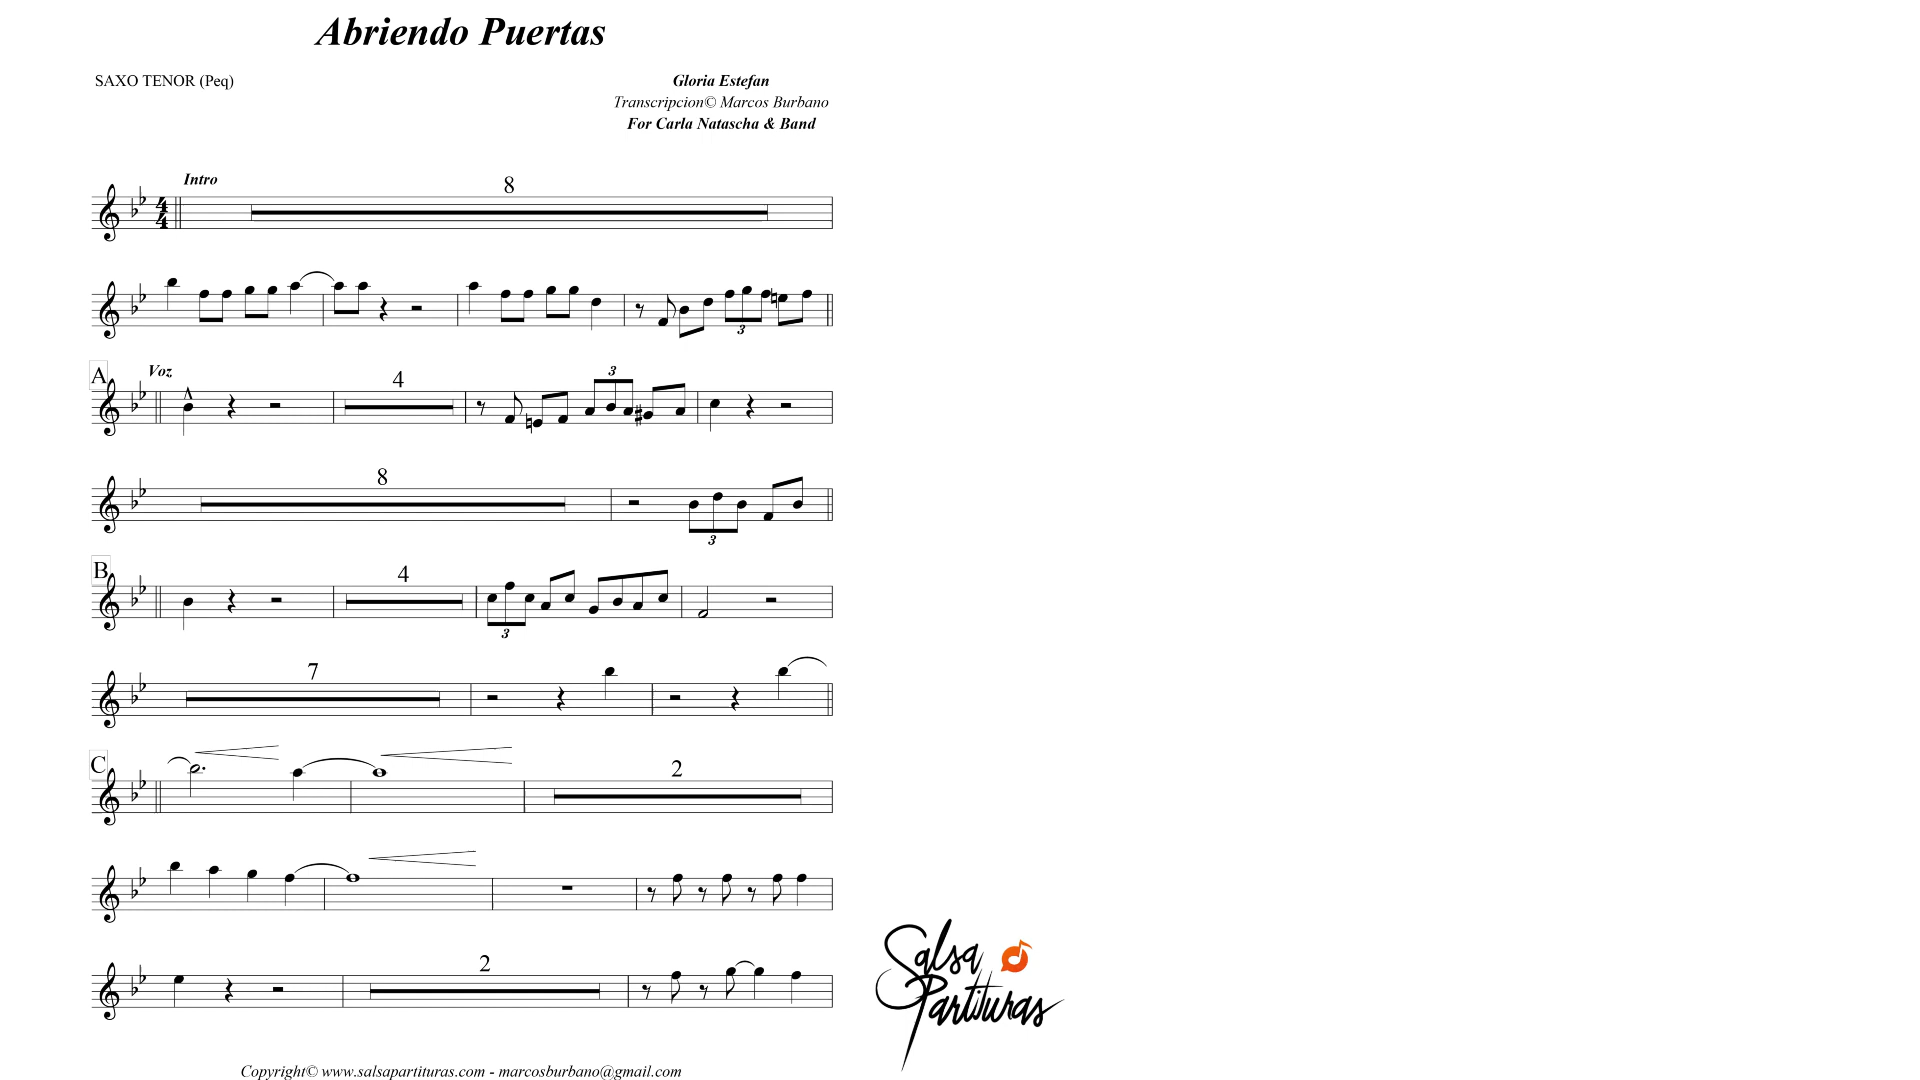 Abriendo Puertas
SAXO TENOR (Peq)
Gloria Estefan
Transcripcion© Marcos Burbano
For Carla Natascha & Band
Intro
8
3
A
Voz
4
3
8
3
B
4
3
7
C
2
2
Salsa
Partituras
Copyright© www.salsapartituras.com - marcosburbano@gmail.com